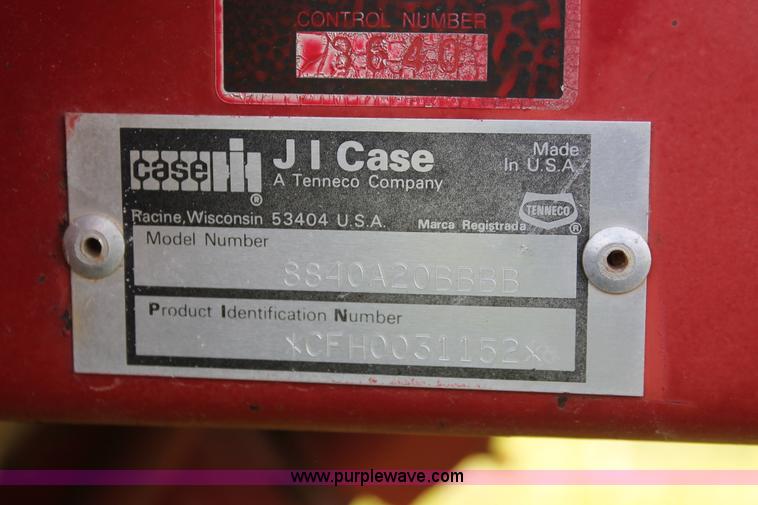 CONTROL NUMBER
3640
CASE IH
®
J I Case
A Tenneco Company
Made
In U.S.A.
TENNECO
®
Racine, Wisconsin 53404 U.S.A.
Marca Registrada
Model Number
8840A20BBBB
Product Identification Number
*CFH0031152*
www.purplewave.com